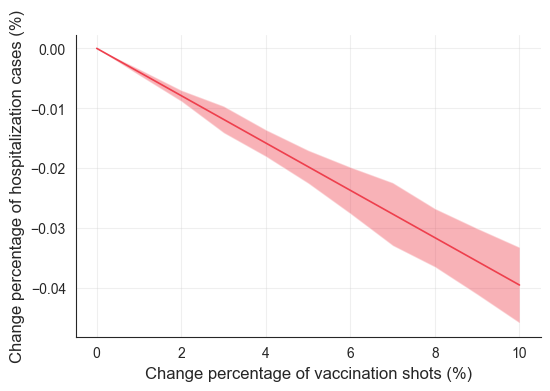 Change percentage of hospitalization cases (%)
0.00
−0.01
−0.02
−0.03
−0.04
0 2 4 6 8 10
Change percentage of vaccination shots (%)